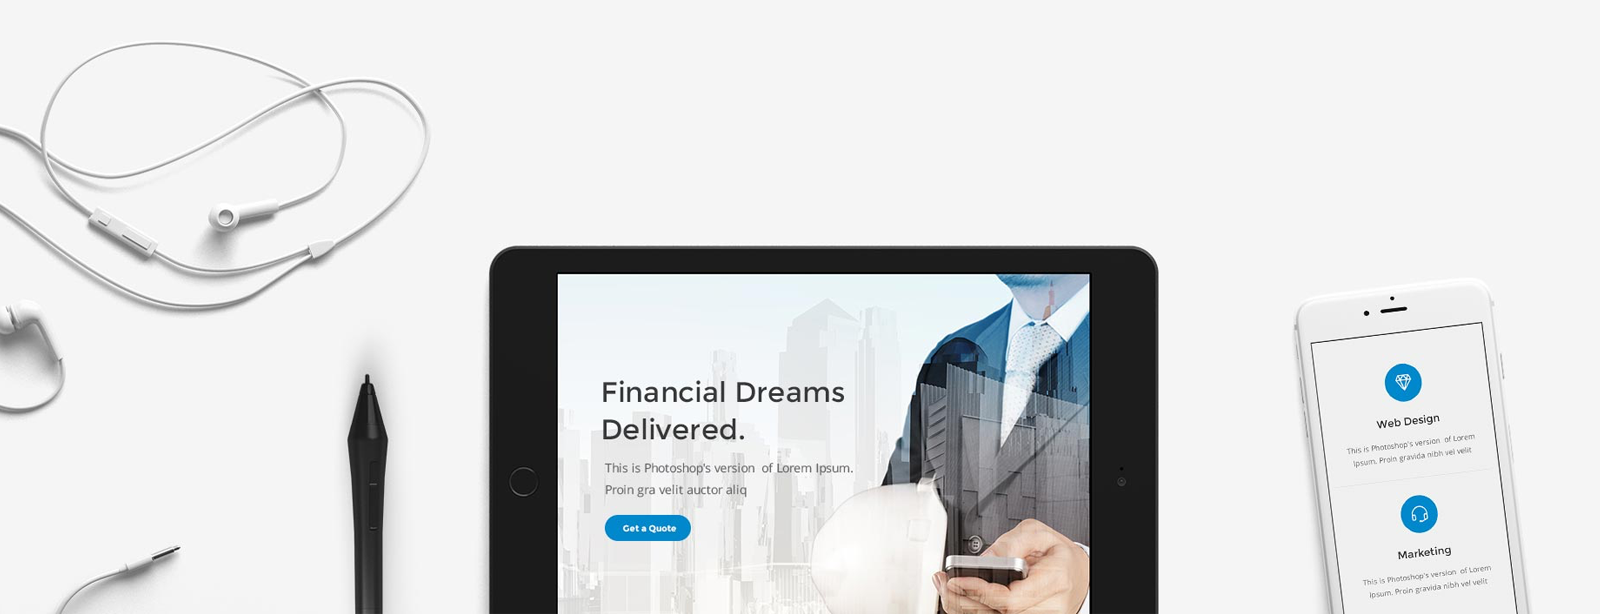 Financial Dreams
Delivered.
This is Photoshop's version  of Lorem Ipsum.
Proin gra velit auctor aliq
Get a Quote
Web Design
This is Photoshop's version  of Lorem
Ipsum. Proin gravida nibh vel velit
Marketing
This is Photoshop's version  of Lorem
Ipsum. Proin gravida nibh vel velit